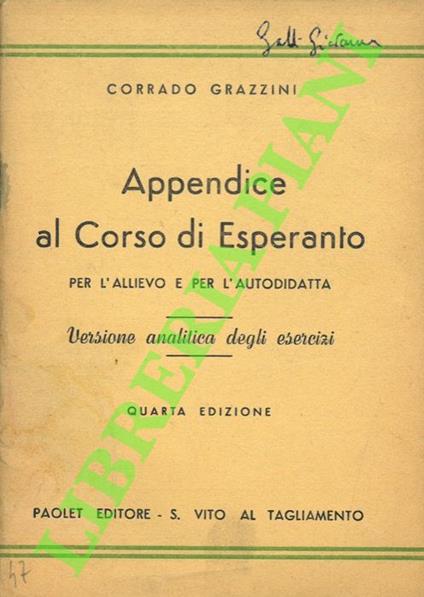 CORRADO GRAZZINI
Appendice
al Corso di Esperanto
PER L'ALLIEVO E PER L'AUTODIDATTA
Versione analitica degli esercizi
QUARTA EDIZIONE
PAOLET EDITORE - S. VITO AL TAGLIAMENTO
47
LIBRERIA PIANI